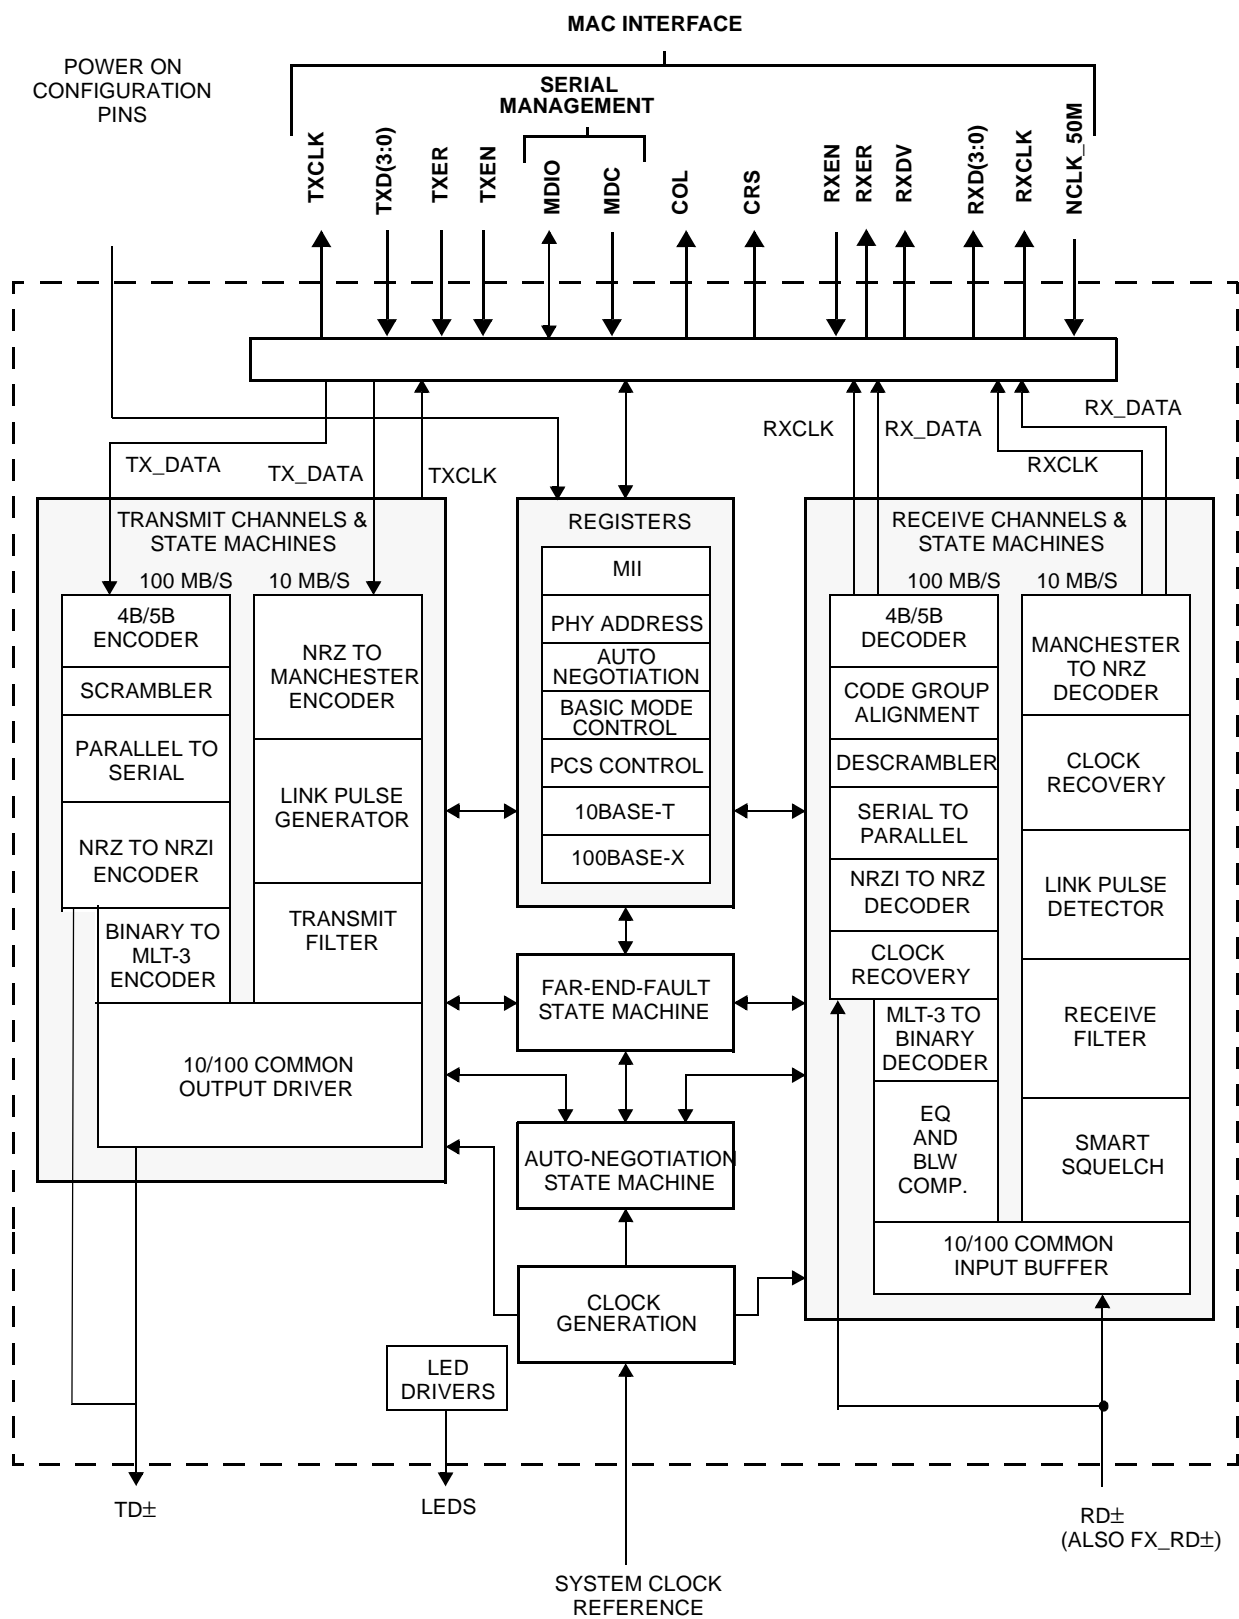 MAC INTERFACE
POWER ON
CONFIGURATION
PINS
SERIAL
MANAGEMENT
TXCLK
TXD(3:0)
TXER
TXEN
MDIO
MDC
COL
CRS
RXEN
RXER
RXDV
RXD(3:0)
RXCLK
NCLK_50M
TX_DATA
TX_DATA
TXCLK
RXCLK
RX_DATA
RXCLK
RX_DATA
TRANSMIT CHANNELS &
STATE MACHINES
100 MB/S
10 MB/S
4B/5B
ENCODER
SCRAMBLER
PARALLEL TO
SERIAL
NRZ TO NRZI
ENCODER
BINARY TO
MLT-3
ENCODER
NRZ TO
MANCHESTER
ENCODER
LINK PULSE
GENERATOR
TRANSMIT
FILTER
10/100 COMMON
OUTPUT DRIVER
REGISTERS
MII
PHY ADDRESS
AUTO
NEGOTIATION
BASIC MODE
CONTROL
PCS CONTROL
10BASE-T
100BASE-X
FAR-END-FAULT
STATE MACHINE
AUTO-NEGOTIATION
STATE MACHINE
CLOCK
GENERATION
LED
DRIVERS
RECEIVE CHANNELS &
STATE MACHINES
100 MB/S
10 MB/S
4B/5B
DECODER
CODE GROUP
ALIGNMENT
DESCRAMBLER
SERIAL TO
PARALLEL
NRZI TO NRZ
DECODER
CLOCK
RECOVERY
MLT-3 TO
BINARY
DECODER
EQ
AND
BLW
COMP.
MANCHESTER
TO NRZ
DECODER
CLOCK
RECOVERY
LINK PULSE
DETECTOR
RECEIVE
FILTER
SMART
SQUELCH
10/100 COMMON
INPUT BUFFER
TD±
LEDS
RD±
(ALSO FX_RD±)
SYSTEM CLOCK
REFERENCE